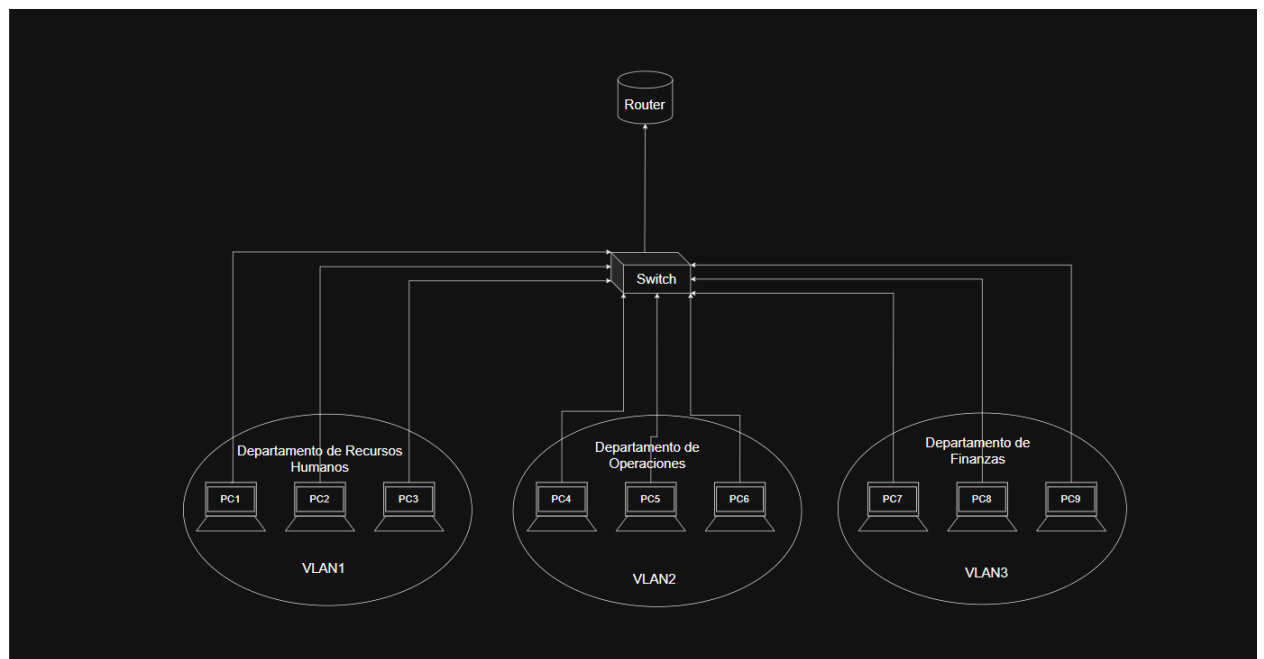 Router
Switch
Departamento de Recursos
Humanos
PC1
PC2
PC3
VLAN1
Departamento de
Operaciones
PC4
PC5
PC6
VLAN2
Departamento de
Finanzas
PC7
PC8
PC9
VLAN3